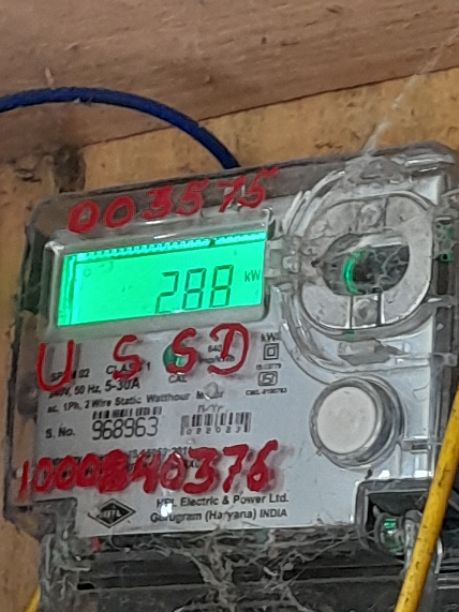 003575
288 kW
U S S D
CLASS 1
240V, 50 Hz, 5-30A
ac, 1Ph, 2 Wire Static Watthour Meter
S. No. 968963
1000840376
HPL Electric & Power Ltd.
Gurugram (Haryana) INDIA